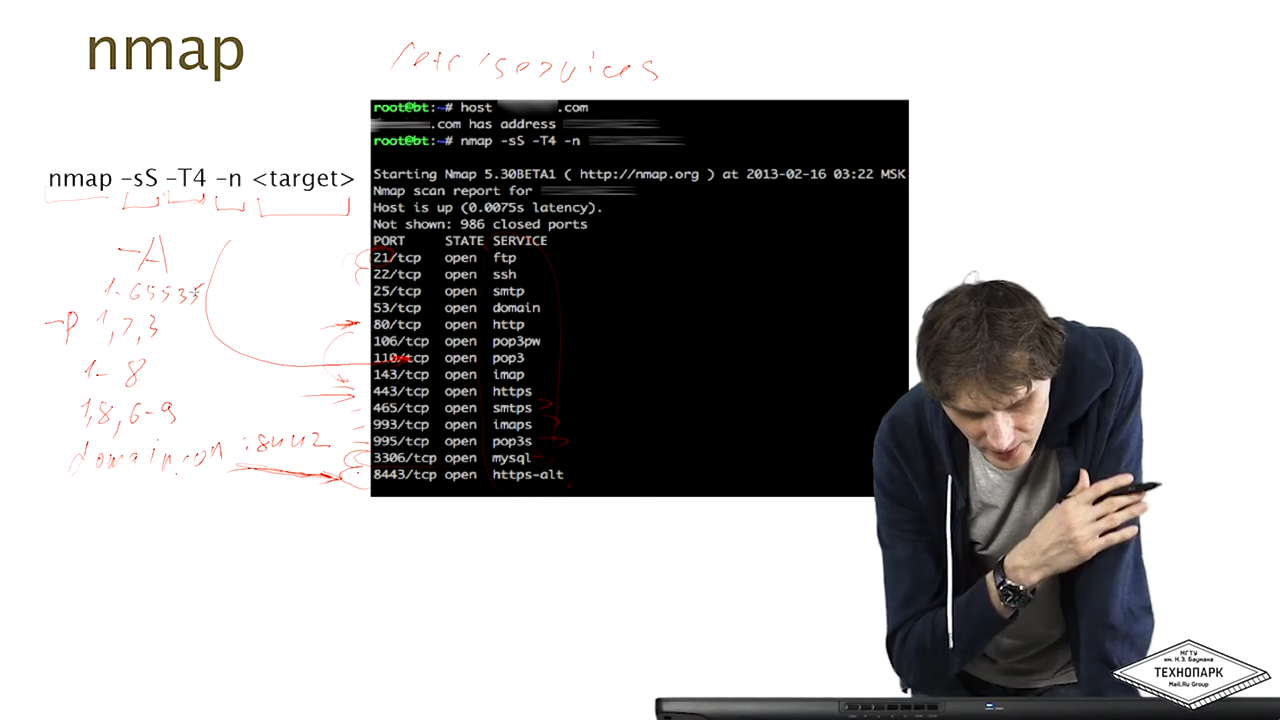 nmap
/etc/services
root@bt:~# host .com
.com has address
root@bt:~# nmap -sS -T4 -n
Starting Nmap 5.30BETA1 ( http://nmap.org ) at 2013-02-16 03:22 MSK
Nmap scan report for
Host is up (0.0075s latency).
Not shown: 986 closed ports
PORT STATE SERVICE
21/tcp open ftp
22/tcp open ssh
25/tcp open smtp
53/tcp open domain
80/tcp open http
106/tcp open pop3pw
110/tcp open pop3
143/tcp open imap
443/tcp open https
465/tcp open smtps
993/tcp open imaps
995/tcp open pop3s
3306/tcp open mysql
8443/tcp open https-alt
nmap -sS -T4 -n <target>
-A
1-65535
-p 1,7,3
1-8
1,8,6-9
МГТУ
им. Н.Э. Баумана
ТЕХНОПАРК
Mail.Ru Group